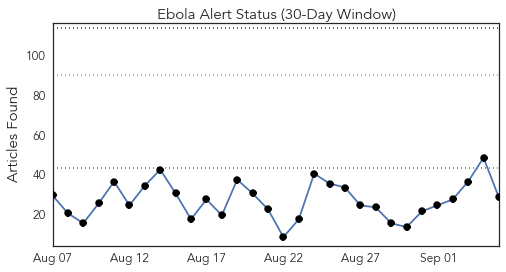 Ebola Alert Status (30-Day Window)
Articles Found
100
80
60
40
20
Aug 07 Aug 12 Aug 17 Aug 22 Aug 27 Sep 01